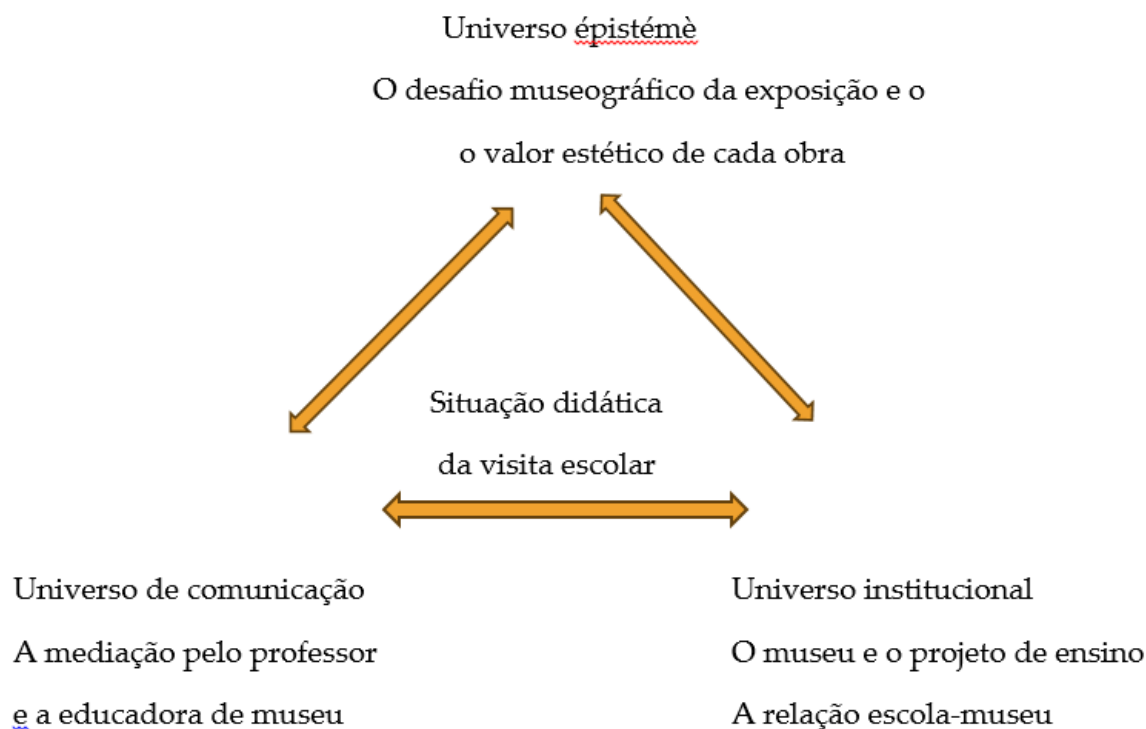 Universo épistémè
O desafio museográfico da exposição e o
o valor estético de cada obra
Situação didática
da visita escolar
Universo de comunicação
A mediação pelo professor
e a educadora de museu
Universo institucional
O museu e o projeto de ensino
A relação escola-museu